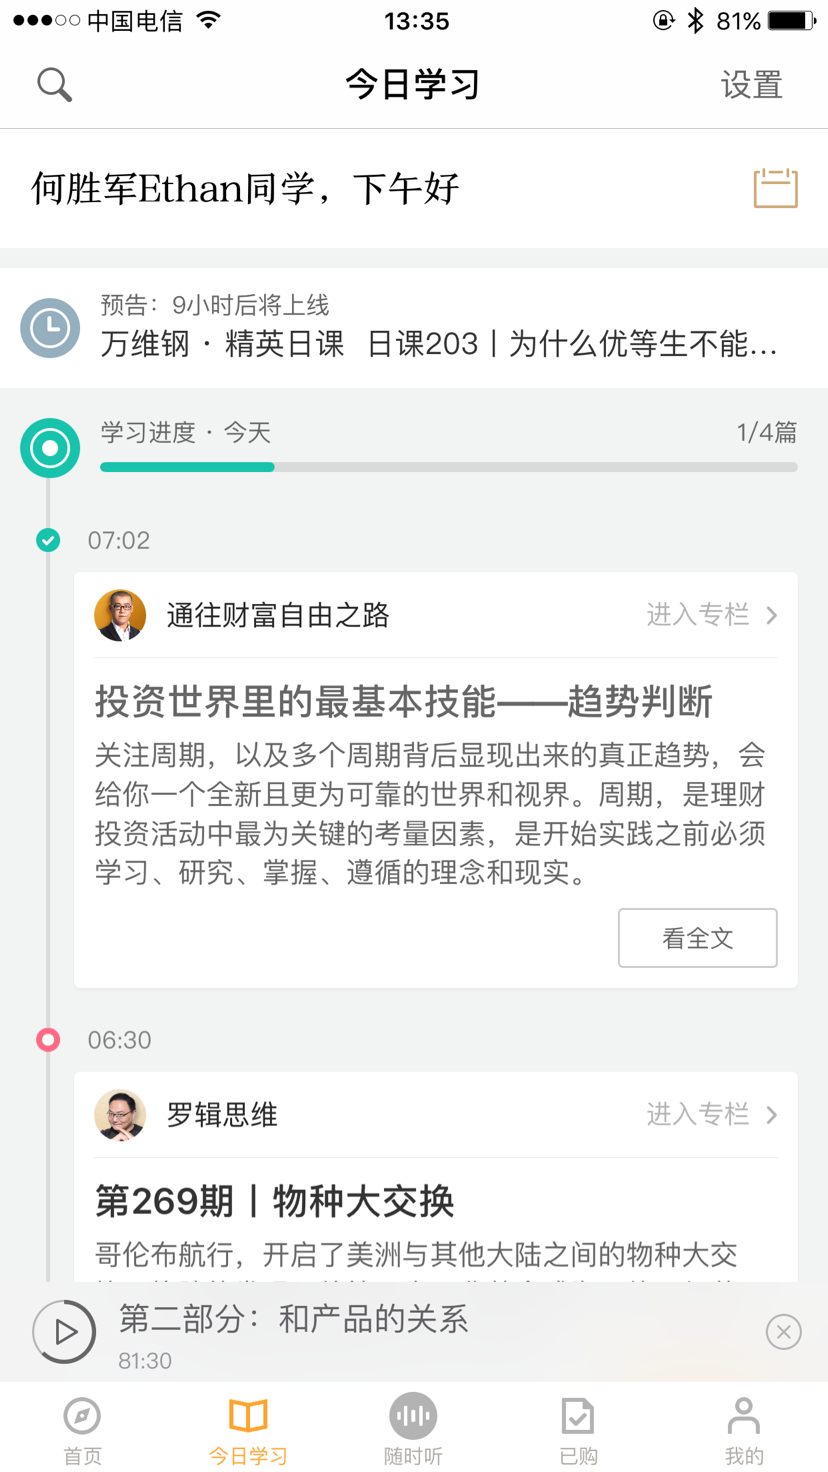 中国电信 13:35 81%
今日学习 设置
何胜军Ethan同学，下午好
预告：9小时后将上线
万维钢 · 精英日课 日课203丨为什么优等生不能...
学习进度 · 今天 1/4篇
07:02
通往财富自由之路 进入专栏
投资世界里的最基本技能——趋势判断
关注周期，以及多个周期背后显现出来的真正趋势，会
给你一个全新且更为可靠的世界和视界。周期，是理财
投资活动中最为关键的考量因素，是开始实践之前必须
学习、研究、掌握、遵循的理念和现实。
看全文
06:30
罗辑思维 进入专栏
第269期丨物种大交换
哥伦布航行，开启了美洲与其他大陆之间的物种大交
第二部分：和产品的关系
81:30
首页 今日学习 随时听 已购 我的